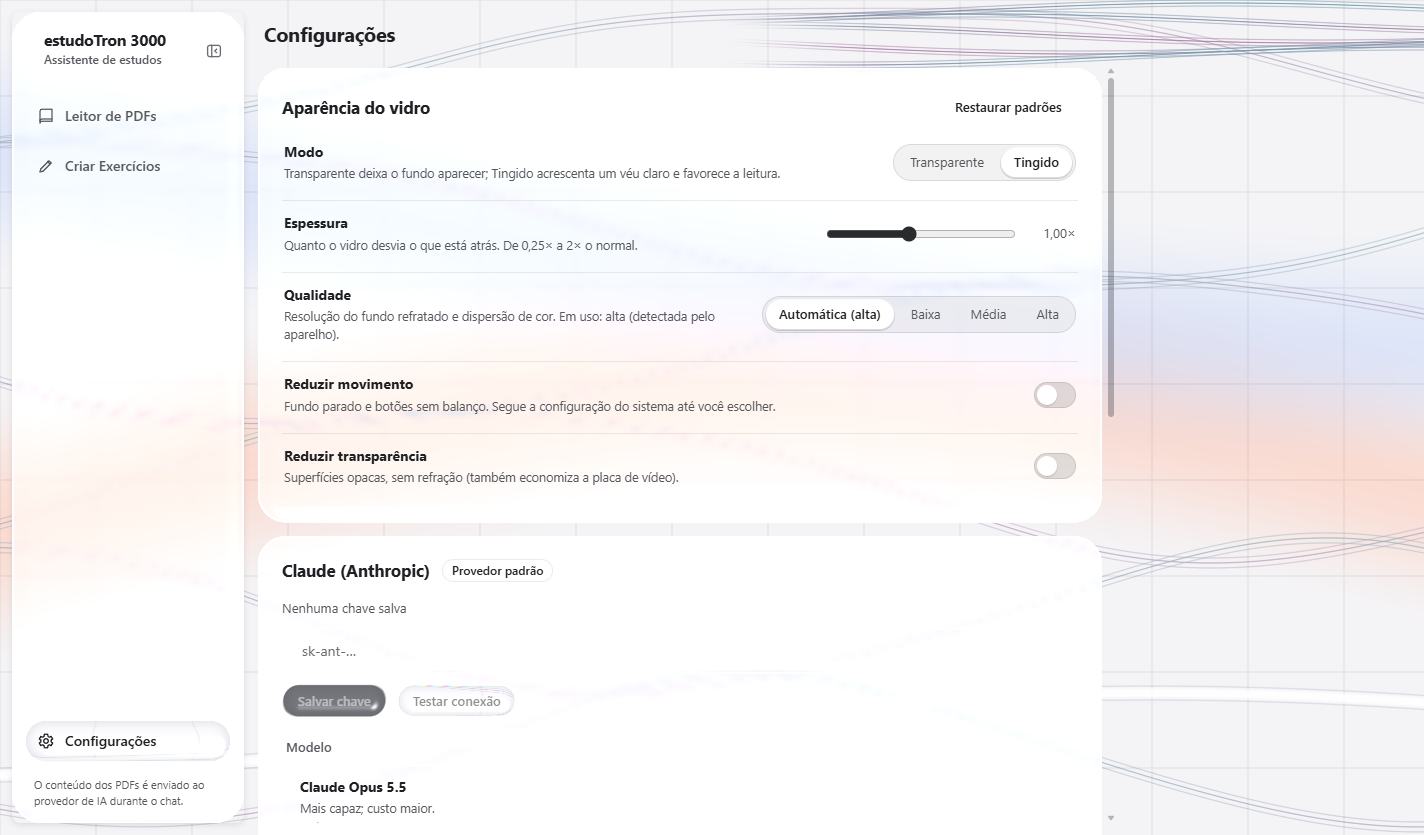 estudoTron 3000
Assistente de estudos
Leitor de PDFs
Criar Exercícios
Configurações
O conteúdo dos PDFs é enviado ao
provedor de IA durante o chat.
Configurações
Aparência do vidro
Restaurar padrões
Modo
Transparente deixa o fundo aparecer; Tingido acrescenta um véu claro e favorece a leitura.
Transparente
Tingido
Espessura
Quanto o vidro desvia o que está atrás. De 0,25× a 2× o normal.
1,00×
Qualidade
Resolução do fundo refratado e dispersão de cor. Em uso: alta (detectada pelo
aparelho).
Automática (alta)
Baixa
Média
Alta
Reduzir movimento
Fundo parado e botões sem balanço. Segue a configuração do sistema até você escolher.
Reduzir transparência
Superfícies opacas, sem refração (também economiza a placa de vídeo).
Claude (Anthropic)
Provedor padrão
Nenhuma chave salva
sk-ant-...
Salvar chave
Testar conexão
Modelo
Claude Opus 5.5
Mais capaz; custo maior.